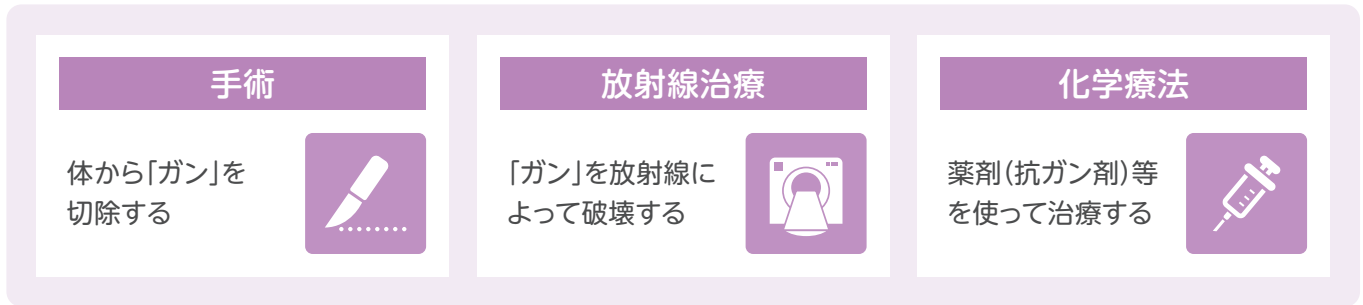 手術
体から「ガン」を
切除する
放射線治療
「ガン」を放射線に
よって破壊する
化学療法
薬剤(抗ガン剤)等
を使って治療する